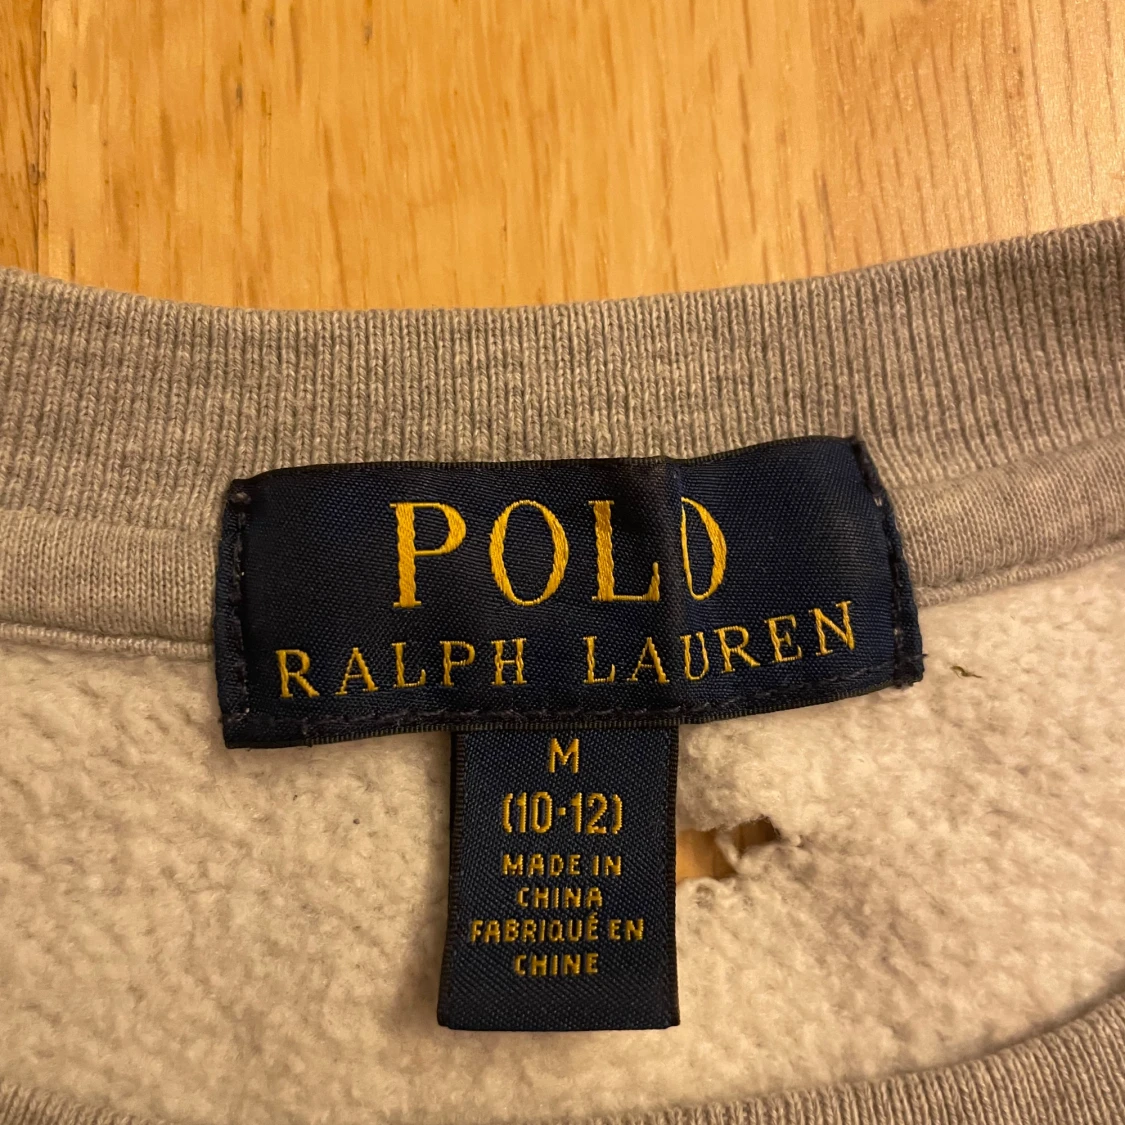 POLO
RALPH LAUREN
M
(10·12)
MADE IN
CHINA
FABRIQUÉ EN
CHINE